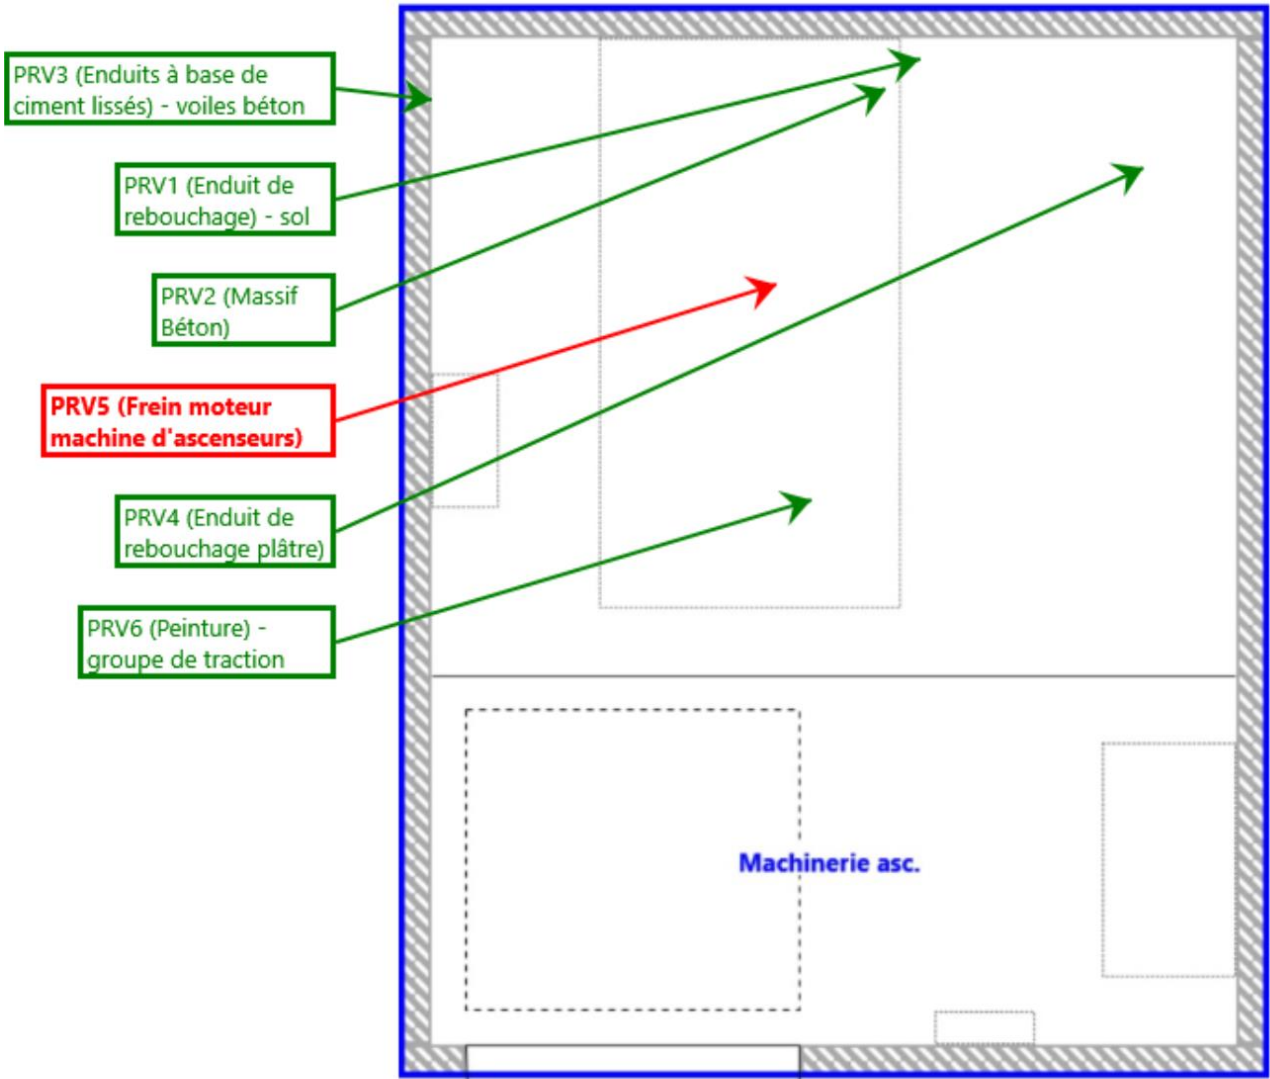 PRV3 (Enduits à base de
ciment lissés) - voiles béton
PRV1 (Enduit de
rebouchage) - sol
PRV2 (Massif
Béton)
PRV5 (Frein moteur
machine d'ascenseurs)
PRV4 (Enduit de
rebouchage plâtre)
PRV6 (Peinture) -
groupe de traction
Machinerie asc.